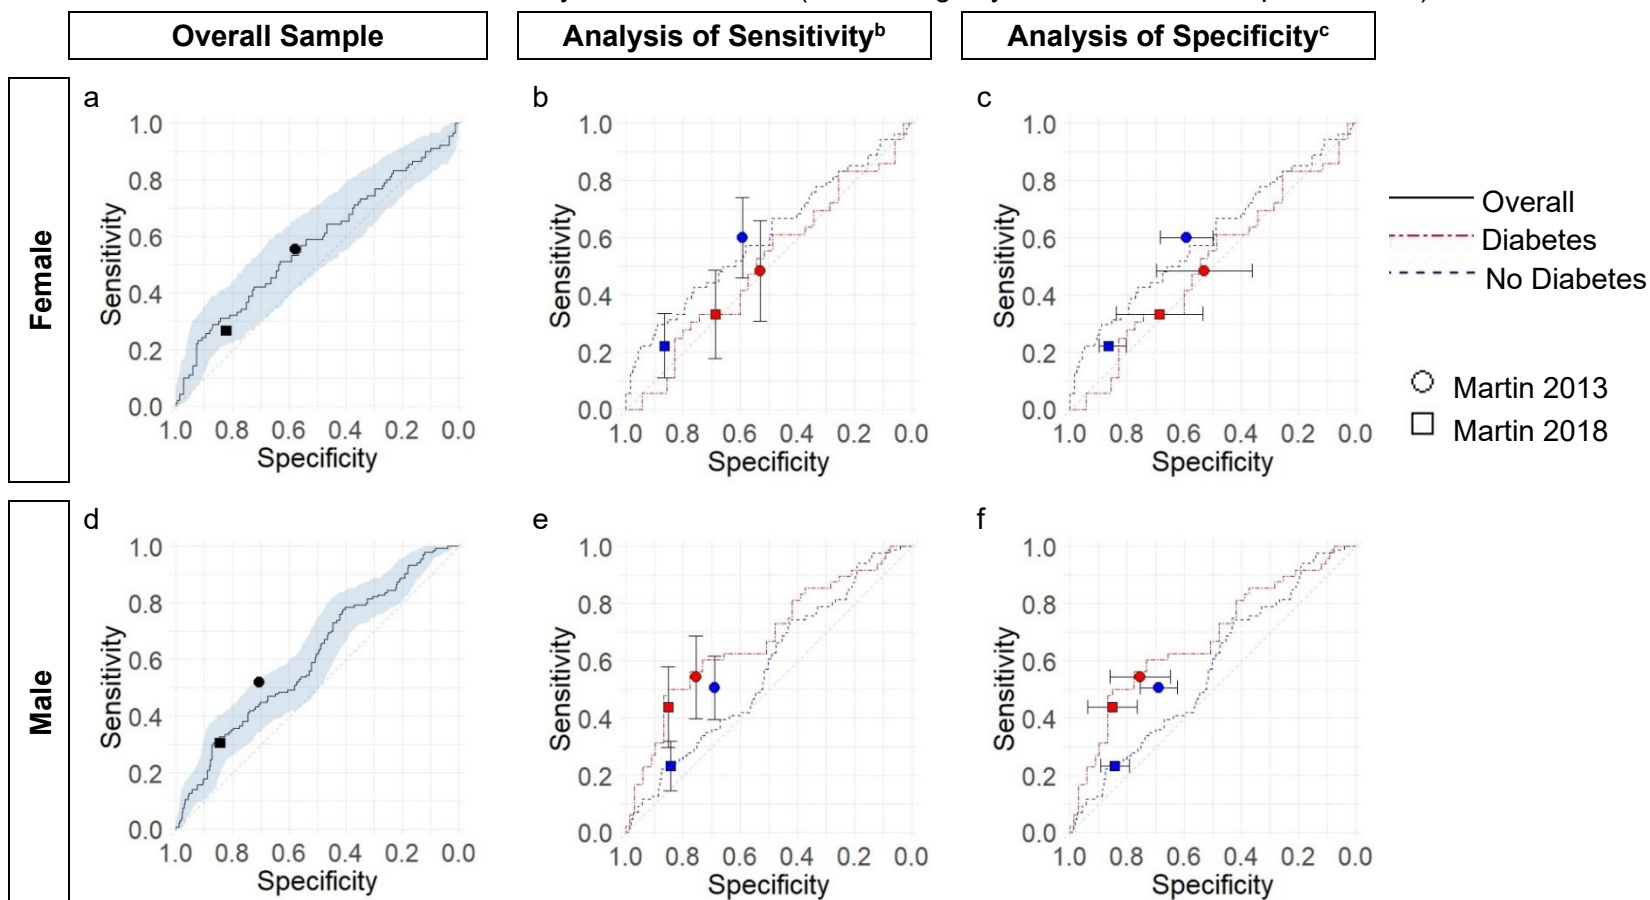 Overall Sample
Analysis of Sensitivityᵇ
Analysis of Specificityᶜ
Female
a
1.0
0.8
0.6
0.4
0.2
0.0
Sensitivity
1.0 0.8 0.6 0.4 0.2 0.0
Specificity
b
1.0
0.8
0.6
0.4
0.2
0.0
Sensitivity
1.0 0.8 0.6 0.4 0.2 0.0
Specificity
c
1.0
0.8
0.6
0.4
0.2
0.0
Sensitivity
1.0 0.8 0.6 0.4 0.2 0.0
Specificity
Overall
Diabetes
No Diabetes
Martin 2013
Martin 2018
Male
d
1.0
0.8
0.6
0.4
0.2
0.0
Sensitivity
1.0 0.8 0.6 0.4 0.2 0.0
Specificity
e
1.0
0.8
0.6
0.4
0.2
0.0
Sensitivity
1.0 0.8 0.6 0.4 0.2 0.0
Specificity
f
1.0
0.8
0.6
0.4
0.2
0.0
Sensitivity
1.0 0.8 0.6 0.4 0.2 0.0
Specificity